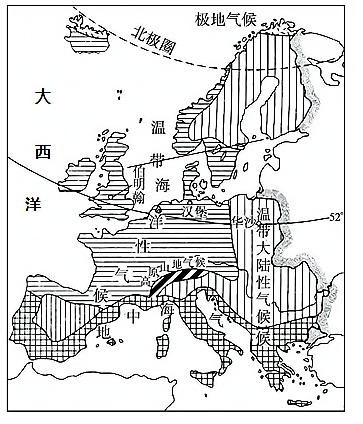 极地气候
北极圈
大西洋
温带海洋性气候
伯明翰
汉堡
华沙
52°
温带大陆性气候
高原山地气候
地中海气候